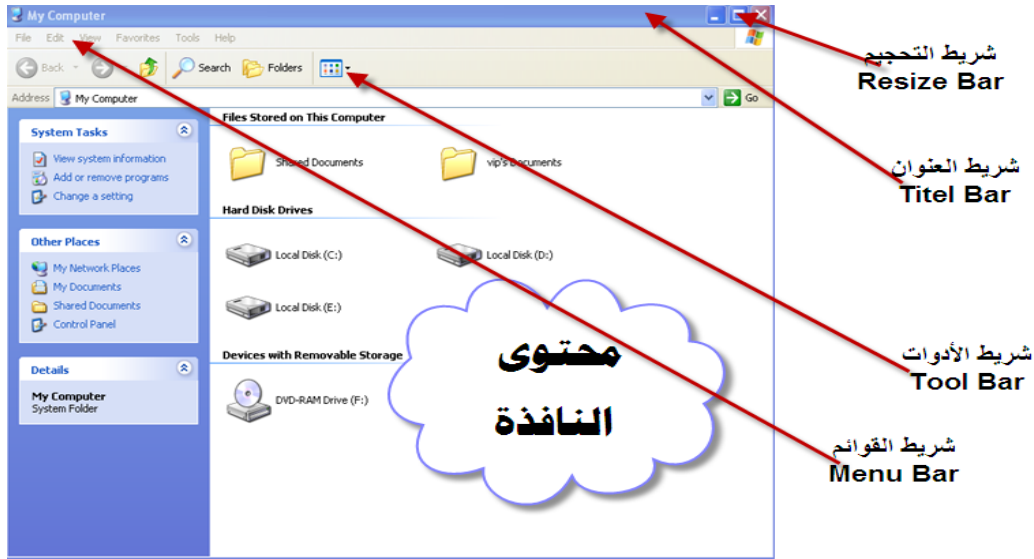 My Computer
File Edit View Favorites Tools Help
Back Search Folders
Address My Computer Go
System Tasks
View system information
Add or remove programs
Change a setting
Other Places
My Network Places
My Documents
Shared Documents
Control Panel
Details
My Computer
System Folder
Files Stored on This Computer
Shared Documents
vip's Documents
Hard Disk Drives
Local Disk (C:)
Local Disk (D:)
Local Disk (E:)
Devices with Removable Storage
DVD-RAM Drive (F:)
محتوى
النافذة
شريط التحجيم
Resize Bar
شريط العنوان
Titel Bar
شريط الأدوات
Tool Bar
شريط القوائم
Menu Bar